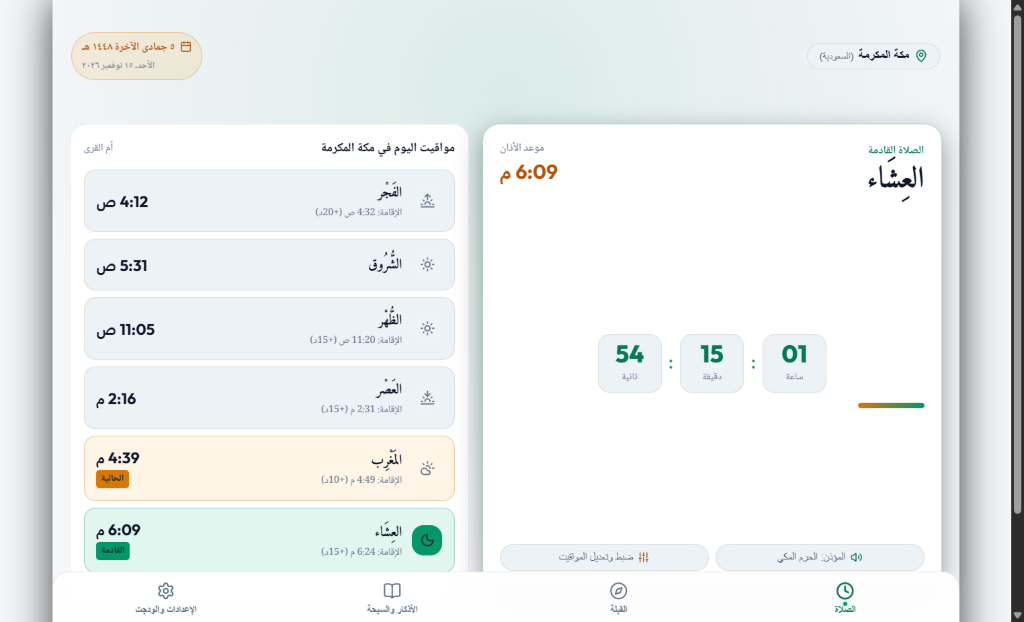 مكة المكرمة (السعودية)
٥ جمادى الآخرة ١٤٤٨ هـ
الأحد، ١٥ نوفمبر ٢٠٢٦
الصلاة القادمة
العِشَاء
موعد الأذان
6:09 م
01
ساعة
:
15
دقيقة
:
54
ثانية
المؤذن: الحرم المكي
ضبط وتعديل المواقيت
مواقيت اليوم في مكة المكرمة
أم القرى
الفَجْر
الإقامة: 4:32 ص (+20د)
4:12 ص
الشُّرُوق
5:31 ص
الظُّهْر
الإقامة: 11:20 ص (+15د)
11:05 ص
العَصْر
الإقامة: 2:31 م (+15د)
2:16 م
المَغْرِب
الإقامة: 4:49 م (+10د)
4:39 م
الحالية
العِشَاء
الإقامة: 6:24 م (+15د)
6:09 م
القادمة
الصلاة
القبلة
الأذكار والسبحة
الإعدادات والودجت